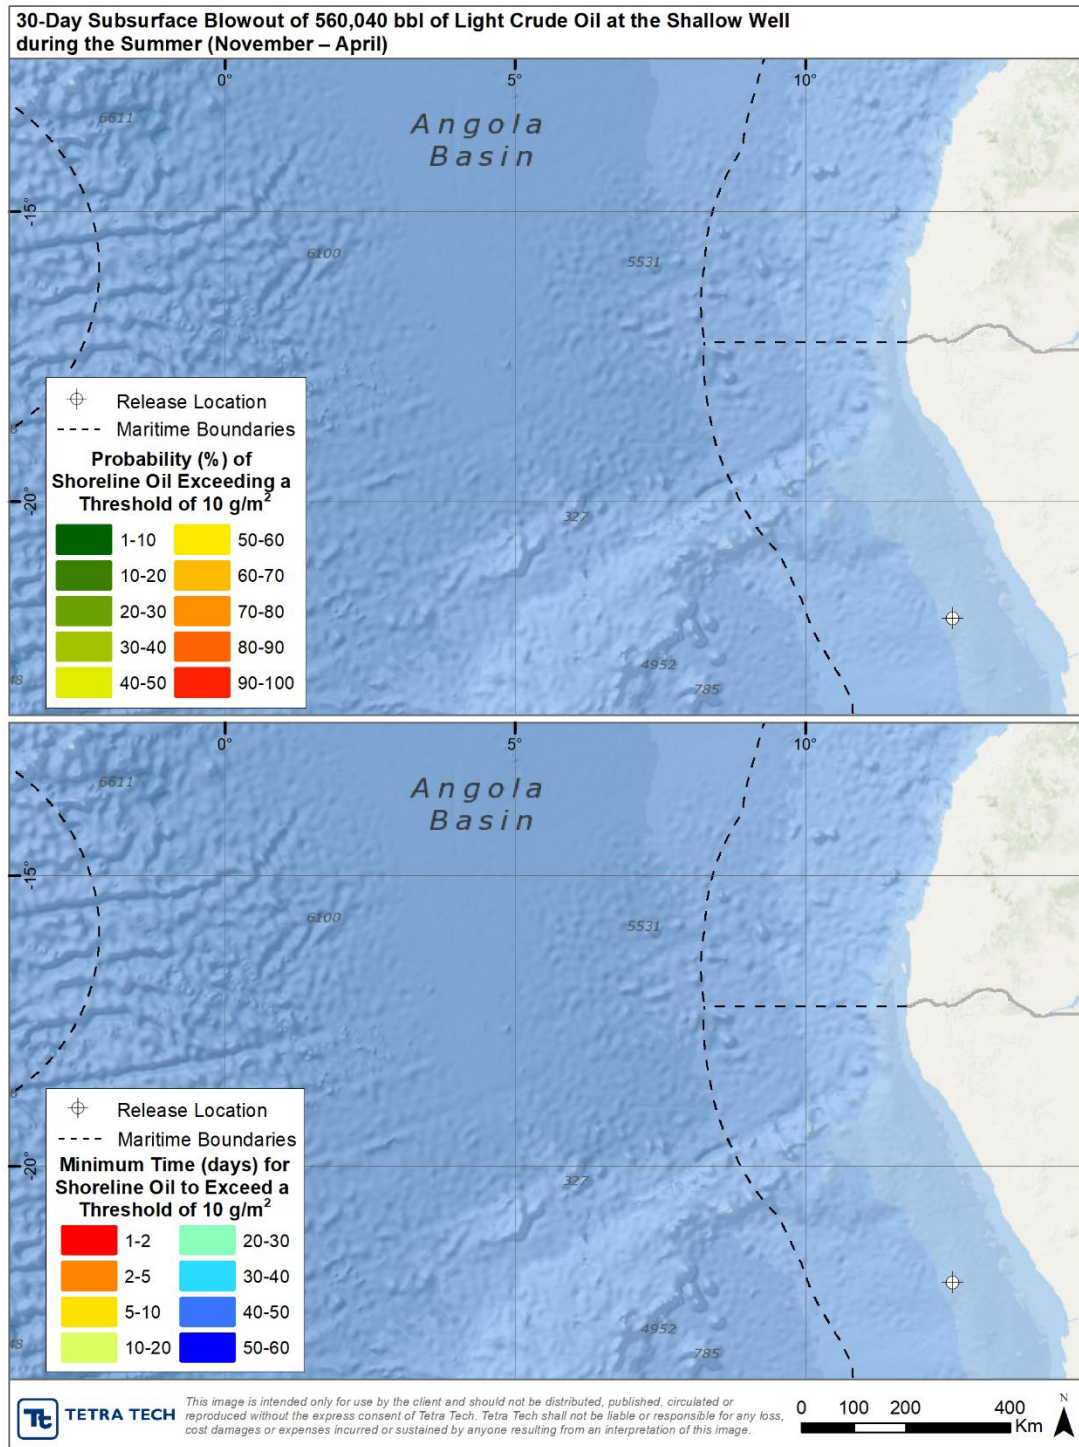 30-Day Subsurface Blowout of 560,040 bbl of Light Crude Oil at the Shallow Well
during the Summer (November – April)
0°
5°
10°
6611
Angola
Basin
-15°
6100
5531
Release Location
Maritime Boundaries
Probability (%) of
Shoreline Oil Exceeding a
Threshold of 10 g/m²
1-10
50-60
10-20
60-70
20-30
70-80
30-40
80-90
40-50
90-100
-20°
327
4952
785
48
0°
5°
10°
6611
Angola
Basin
-15°
6100
5531
Release Location
Maritime Boundaries
Minimum Time (days) for
Shoreline Oil to Exceed a
Threshold of 10 g/m²
1-2
20-30
2-5
30-40
5-10
40-50
10-20
50-60
-20°
327
4952
785
48
Tt TETRA TECH
This image is intended only for use by the client and should not be distributed, published, circulated or
reproduced without the express consent of Tetra Tech. Tetra Tech shall not be liable or responsible for any loss,
cost damages or expenses incurred or sustained by anyone resulting from an interpretation of this image.
0 100 200 400
Km
N